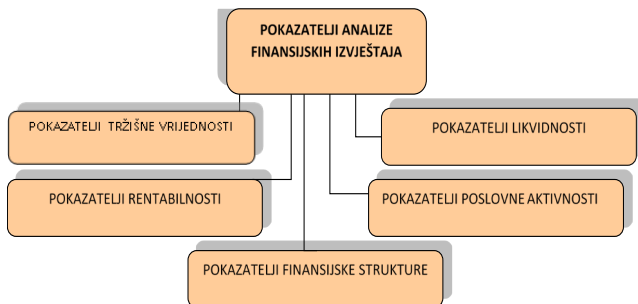 POKAZATELJI ANALIZE
FINANSIJSKIH IZVJEŠTAJA
POKAZATELJI TRŽIŠNE VRIJEDNOSTI
POKAZATELJI LIKVIDNOSTI
POKAZATELJI RENTABILNOSTI
POKAZATELJI POSLOVNE AKTIVNOSTI
POKAZATELJI FINANSIJSKE STRUKTURE